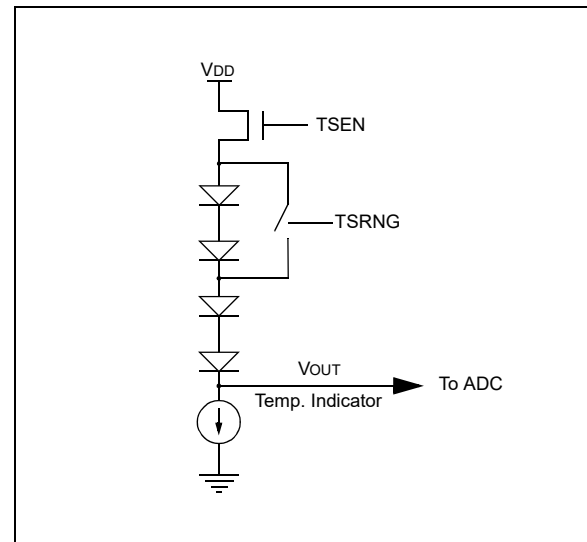 VDD
TSEN
TSRNG
VOUT
To ADC
Temp. Indicator